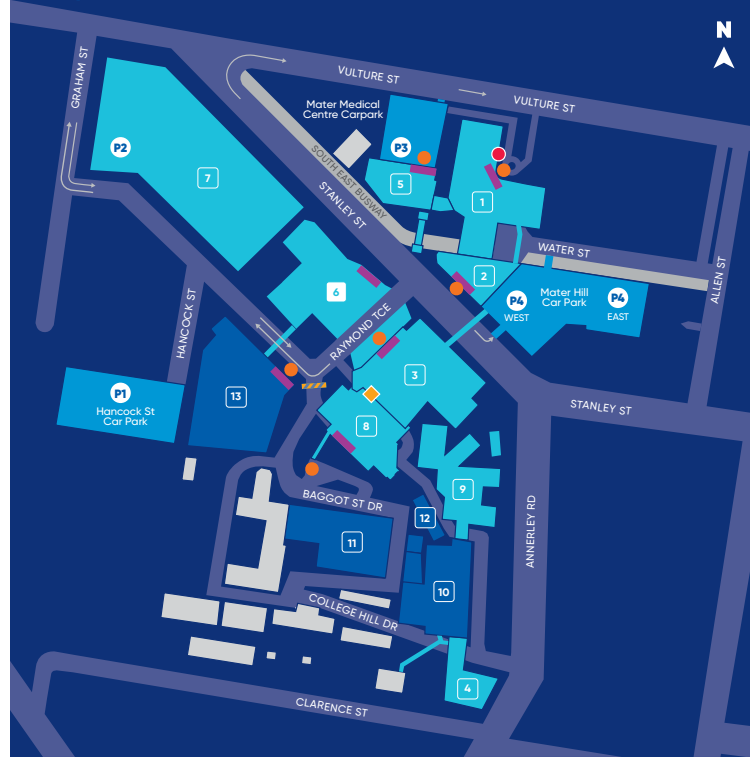 N
VULTURE ST
VULTURE ST
GRAHAM ST
Mater Medical
Centre Carpark
P3
P2
7
5
1
SOUTH EAST BUSWAY
STANLEY ST
WATER ST
ALLEN ST
2
6
P4
WEST
Mater Hill
Car Park
P4
EAST
HANCOCK ST
RAYMOND TCE
3
P1
Hancock St
Car Park
13
STANLEY ST
8
9
ANNERLEY RD
BAGGOT ST DR
12
11
10
COLLEGE HILL DR
4
CLARENCE ST